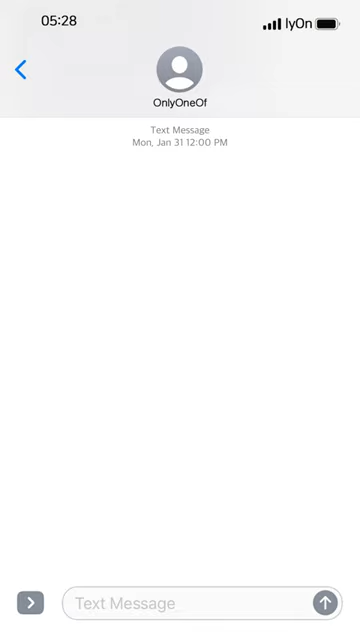 05:28
lyOn
OnlyOneOf
Text Message
Mon, Jan 31 12:00 PM
Text Message